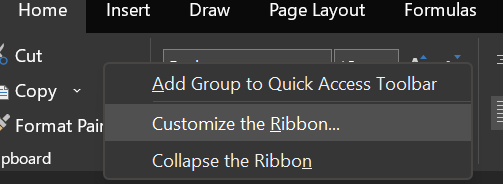 Home Insert Draw Page Layout Formulas
Cut
Copy
Format Pain
pboard
Add Group to Quick Access Toolbar
Customize the Ribbon...
Collapse the Ribbon